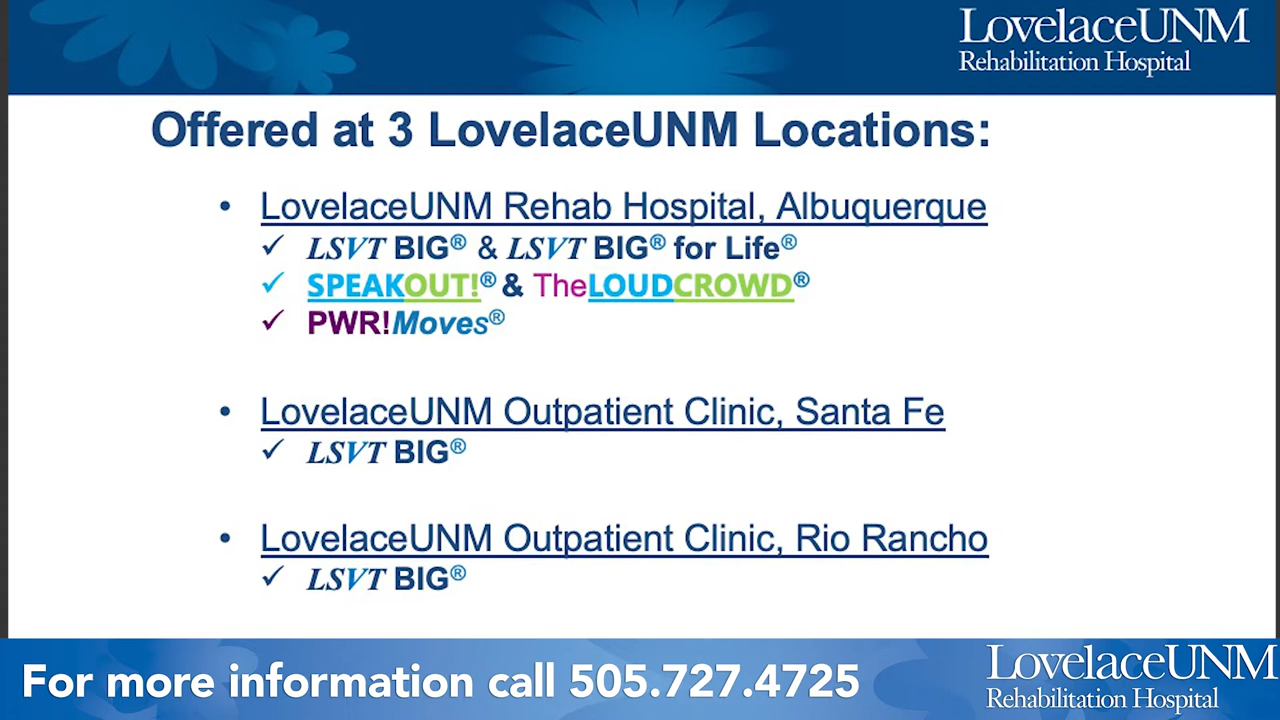 LovelaceUNM
Rehabilitation Hospital
Offered at 3 LovelaceUNM Locations:
• LovelaceUNM Rehab Hospital, Albuquerque
✓ LSVT BIG® & LSVT BIG® for Life®
✓ SPEAKOUT!® & TheLOUDCROWD®
✓ PWR!Moves®
• LovelaceUNM Outpatient Clinic, Santa Fe
✓ LSVT BIG®
• LovelaceUNM Outpatient Clinic, Rio Rancho
✓ LSVT BIG®
For more information call 505.727.4725
LovelaceUNM
Rehabilitation Hospital